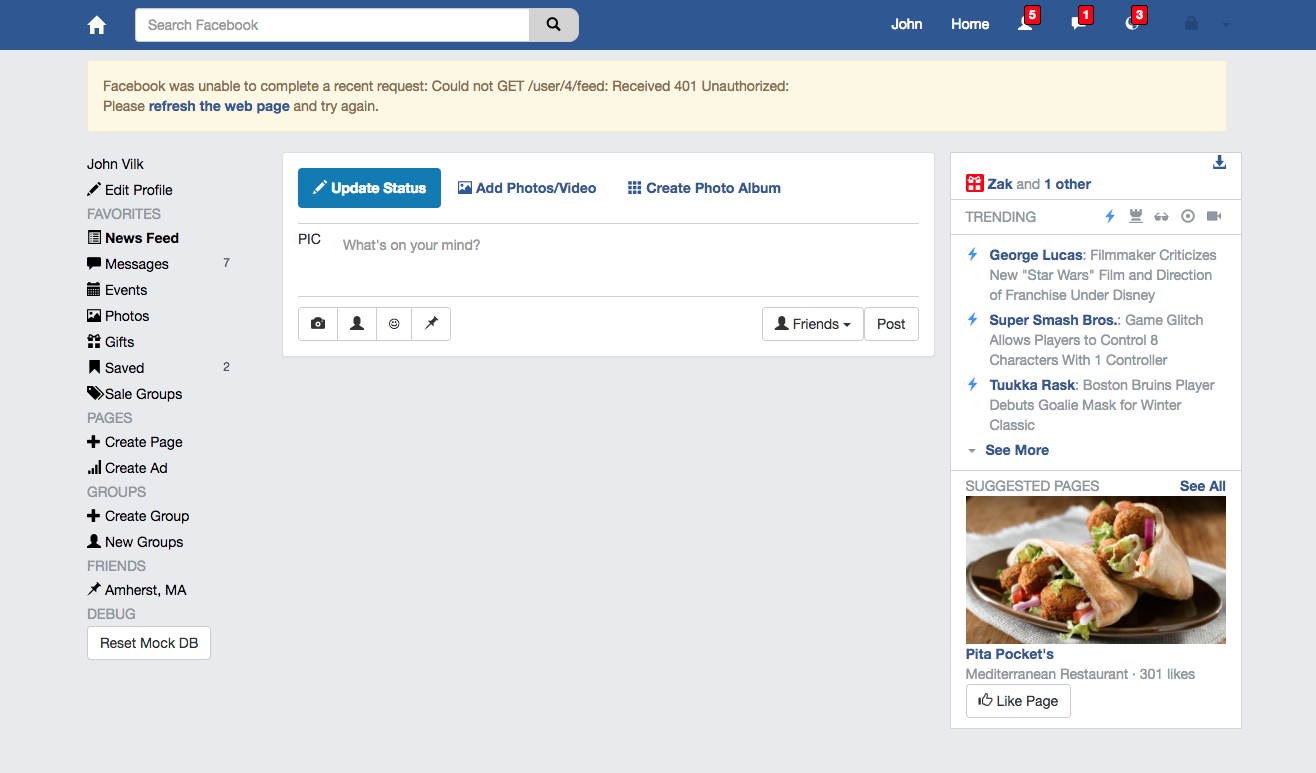 Search Facebook
John
Home
5
1
3
Facebook was unable to complete a recent request: Could not GET /user/4/feed: Received 401 Unauthorized:
Please refresh the web page and try again.
John Vilk
Edit Profile
FAVORITES
News Feed
Messages 7
Events
Photos
Gifts
Saved 2
Sale Groups
PAGES
Create Page
Create Ad
GROUPS
Create Group
New Groups
FRIENDS
Amherst, MA
DEBUG
Reset Mock DB
Update Status
Add Photos/Video
Create Photo Album
PIC
What's on your mind?
Friends
Post
Zak and 1 other
TRENDING
George Lucas: Filmmaker Criticizes
New "Star Wars" Film and Direction
of Franchise Under Disney
Super Smash Bros.: Game Glitch
Allows Players to Control 8
Characters With 1 Controller
Tuukka Rask: Boston Bruins Player
Debuts Goalie Mask for Winter
Classic
See More
SUGGESTED PAGES See All
Pita Pocket's
Mediterranean Restaurant · 301 likes
Like Page